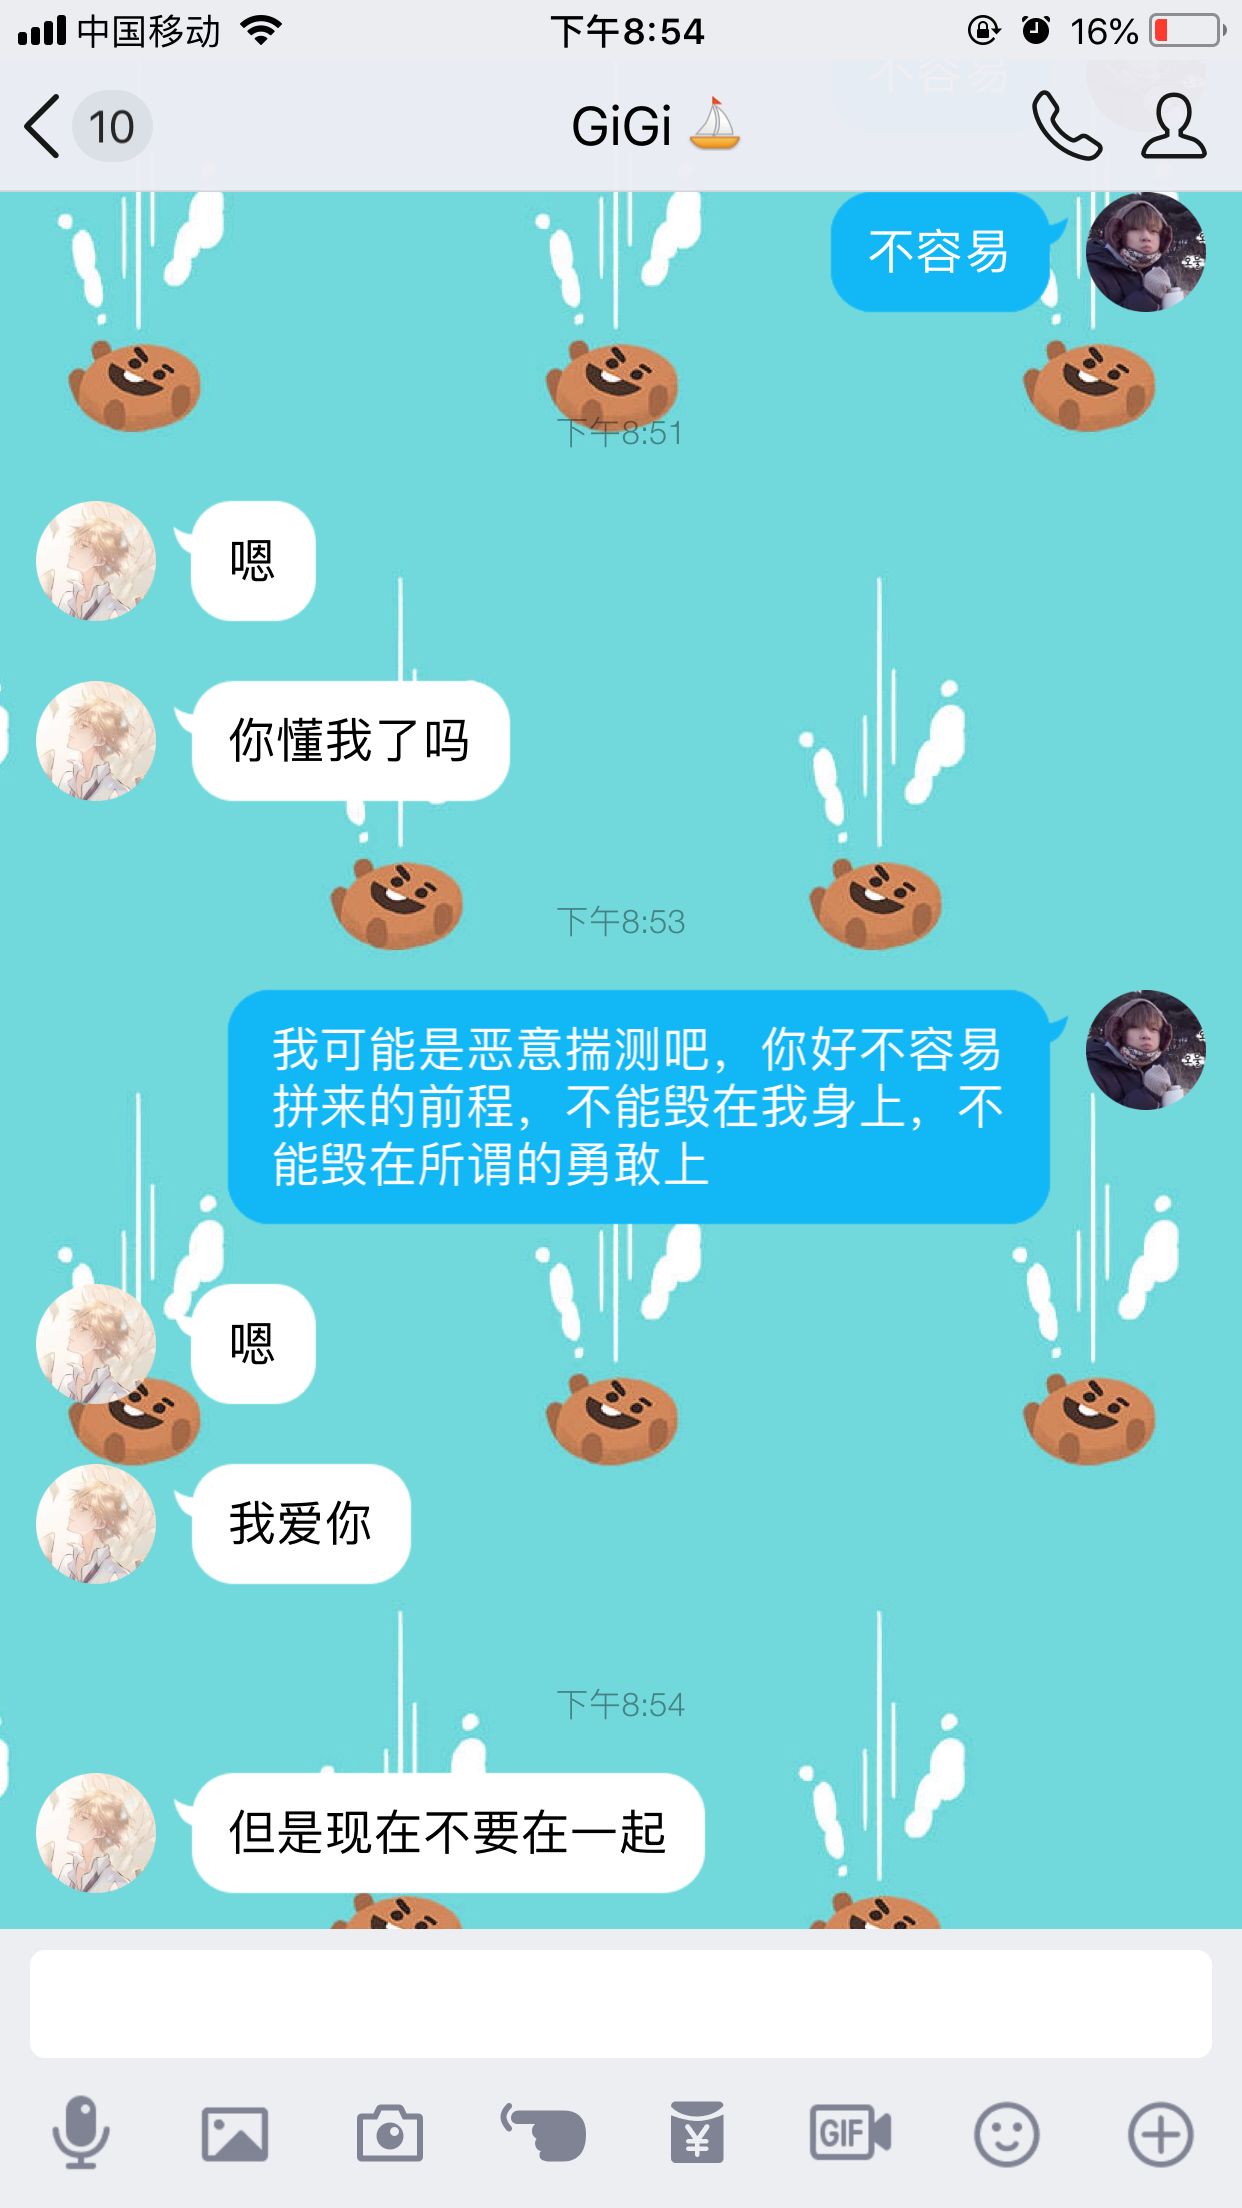 中国移动
下午8:54
16%
10
GiGi
不容易
不容易
下午8:51
嗯
你懂我了吗
下午8:53
我可能是恶意揣测吧，你好不容易
拼来的前程，不能毁在我身上，不
能毁在所谓的勇敢上
嗯
我爱你
下午8:54
但是现在不要在一起
¥
GIF